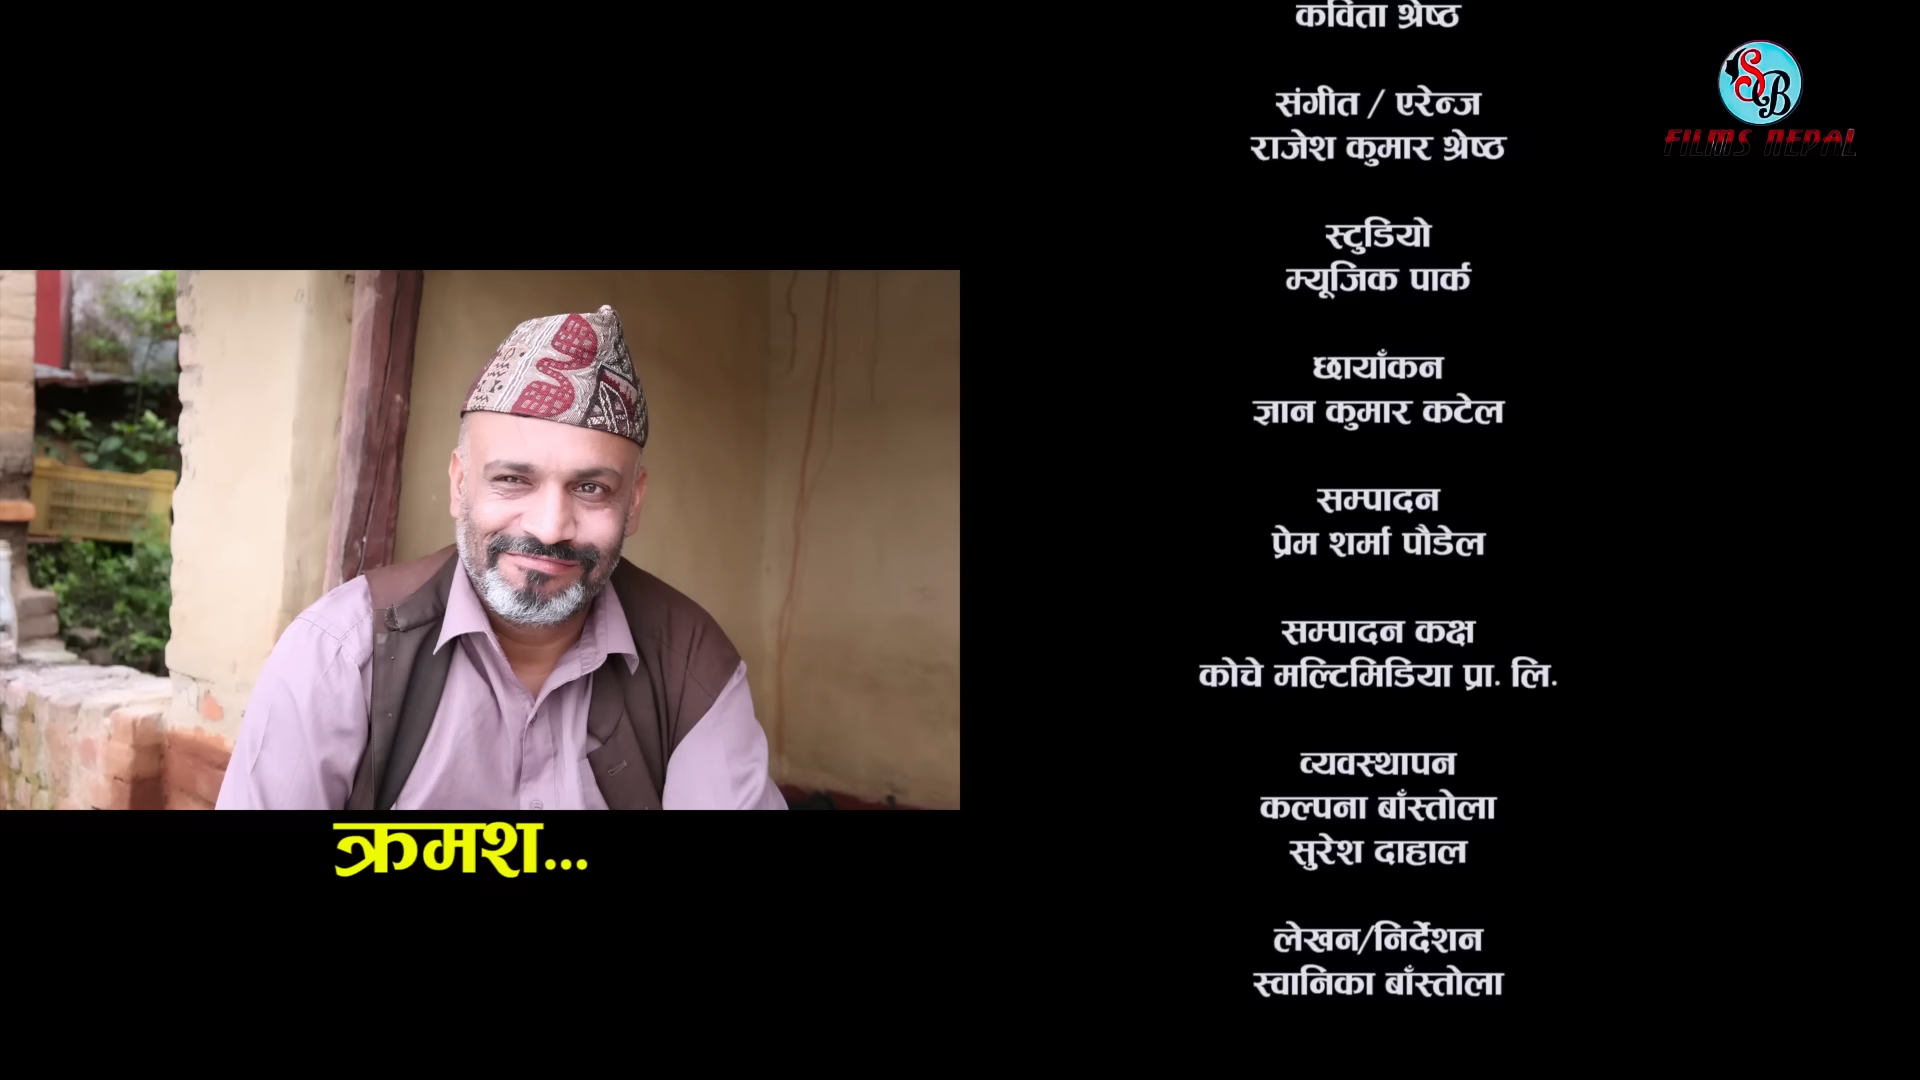 कविता श्रेष्ठ
संगीत / एरेन्ज
राजेश कुमार श्रेष्ठ
स्टुडियो
म्यूजिक पार्क
छायाँकन
ज्ञान कुमार कटेल
सम्पादन
प्रेम शर्मा पौडेल
सम्पादन कक्ष
कोचे मल्टिमिडिया प्रा. लि.
व्यवस्थापन
कल्पना बाँस्तोला
सुरेश दाहाल
लेखन/निर्देशन
स्वानिका बाँस्तोला
SB
FILMS NEPAL
क्रमश...